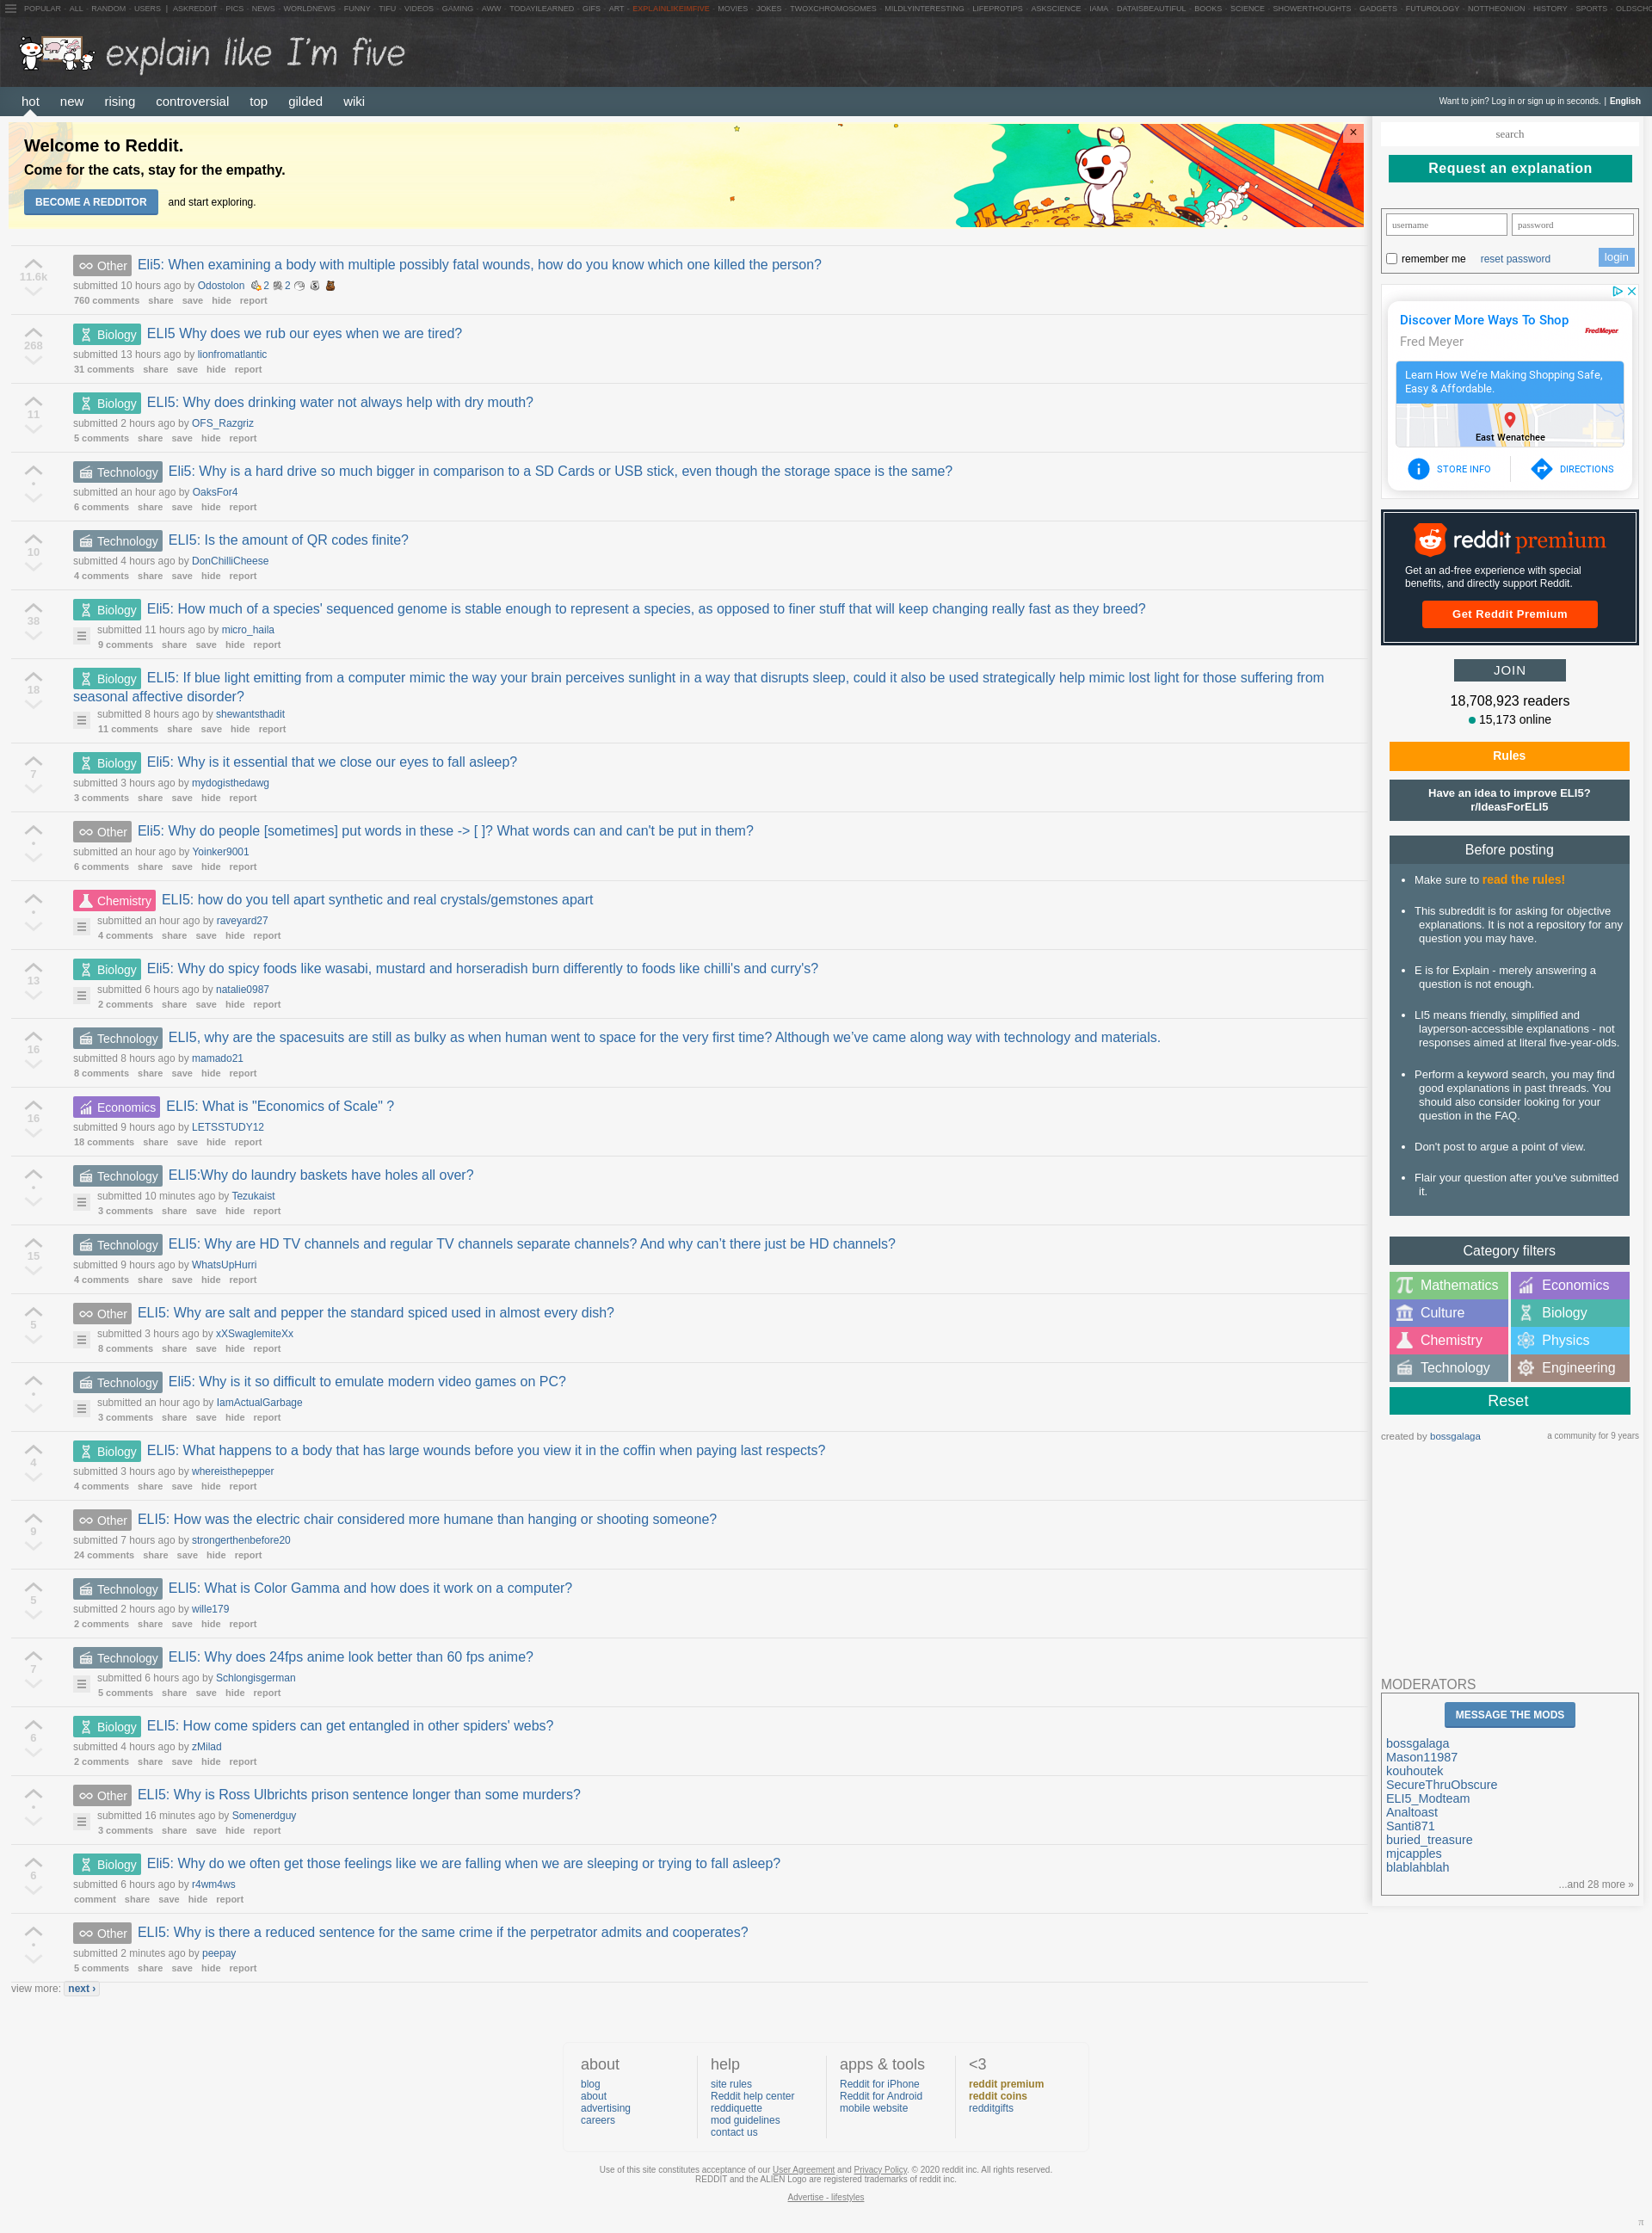 POPULAR - ALL - RANDOM - USERS | ASKREDDIT - PICS - NEWS - WORLDNEWS - FUNNY - TIFU - VIDEOS - GAMING - AWW - TODAYILEARNED - GIFS - ART - EXPLAINLIKEIMFIVE - MOVIES - JOKES - TWOXCHROMOSOMES - MILDLYINTERESTING - LIFEPROTIPS - ASKSCIENCE - IAMA - DATAISBEAUTIFUL - BOOKS - SCIENCE - SHOWERTHOUGHTS - GADGETS - FUTUROLOGY - NOTTHEONION - HISTORY - SPORTS - OLDSCHO
explain like I'm five
hot new rising controversial top gilded wiki
Want to join? Log in or sign up in seconds. | English
Welcome to Reddit.
Come for the cats, stay for the empathy.
BECOME A REDDITOR and start exploring.
×
11.6k
Other Eli5: When examining a body with multiple possibly fatal wounds, how do you know which one killed the person?
submitted 10 hours ago by Odostolon 2 2
760 comments share save hide report
268
Biology ELI5 Why does we rub our eyes when we are tired?
submitted 13 hours ago by lionfromatlantic
31 comments share save hide report
11
Biology ELI5: Why does drinking water not always help with dry mouth?
submitted 2 hours ago by OFS_Razgriz
5 comments share save hide report
•
Technology Eli5: Why is a hard drive so much bigger in comparison to a SD Cards or USB stick, even though the storage space is the same?
submitted an hour ago by OaksFor4
6 comments share save hide report
10
Technology ELI5: Is the amount of QR codes finite?
submitted 4 hours ago by DonChilliCheese
4 comments share save hide report
38
Biology Eli5: How much of a species' sequenced genome is stable enough to represent a species, as opposed to finer stuff that will keep changing really fast as they breed?
submitted 11 hours ago by micro_haila
9 comments share save hide report
18
Biology ELI5: If blue light emitting from a computer mimic the way your brain perceives sunlight in a way that disrupts sleep, could it also be used strategically help mimic lost light for those suffering from
seasonal affective disorder?
submitted 8 hours ago by shewantsthadit
11 comments share save hide report
7
Biology Eli5: Why is it essential that we close our eyes to fall asleep?
submitted 3 hours ago by mydogisthedawg
3 comments share save hide report
•
Other Eli5: Why do people [sometimes] put words in these -> [ ]? What words can and can't be put in them?
submitted an hour ago by Yoinker9001
6 comments share save hide report
•
Chemistry ELI5: how do you tell apart synthetic and real crystals/gemstones apart
submitted an hour ago by raveyard27
4 comments share save hide report
13
Biology Eli5: Why do spicy foods like wasabi, mustard and horseradish burn differently to foods like chilli's and curry's?
submitted 6 hours ago by natalie0987
2 comments share save hide report
16
Technology ELI5, why are the spacesuits are still as bulky as when human went to space for the very first time? Although we've came along way with technology and materials.
submitted 8 hours ago by mamado21
8 comments share save hide report
16
Economics ELI5: What is "Economics of Scale" ?
submitted 9 hours ago by LETSSTUDY12
18 comments share save hide report
•
Technology ELI5:Why do laundry baskets have holes all over?
submitted 10 minutes ago by Tezukaist
3 comments share save hide report
15
Technology ELI5: Why are HD TV channels and regular TV channels separate channels? And why can't there just be HD channels?
submitted 9 hours ago by WhatsUpHurri
4 comments share save hide report
5
Other ELI5: Why are salt and pepper the standard spiced used in almost every dish?
submitted 3 hours ago by xXSwaglemiteXx
8 comments share save hide report
•
Technology Eli5: Why is it so difficult to emulate modern video games on PC?
submitted an hour ago by IamActualGarbage
3 comments share save hide report
4
Biology ELI5: What happens to a body that has large wounds before you view it in the coffin when paying last respects?
submitted 3 hours ago by whereisthepepper
4 comments share save hide report
9
Other ELI5: How was the electric chair considered more humane than hanging or shooting someone?
submitted 7 hours ago by strongerthenbefore20
24 comments share save hide report
5
Technology ELI5: What is Color Gamma and how does it work on a computer?
submitted 2 hours ago by wille179
2 comments share save hide report
7
Technology ELI5: Why does 24fps anime look better than 60 fps anime?
submitted 6 hours ago by Schlongisgerman
5 comments share save hide report
6
Biology ELI5: How come spiders can get entangled in other spiders' webs?
submitted 4 hours ago by zMilad
2 comments share save hide report
•
Other ELI5: Why is Ross Ulbrichts prison sentence longer than some murders?
submitted 16 minutes ago by Somenerdguy
3 comments share save hide report
6
Biology Eli5: Why do we often get those feelings like we are falling when we are sleeping or trying to fall asleep?
submitted 6 hours ago by r4wm4ws
comment share save hide report
•
Other ELI5: Why is there a reduced sentence for the same crime if the perpetrator admits and cooperates?
submitted 2 minutes ago by peepay
5 comments share save hide report
view more: next ›
search
Request an explanation
username password
remember me reset password login
Discover More Ways To Shop
Fred Meyer
FredMeyer
Learn How We're Making Shopping Safe,
Easy & Affordable.
East Wenatchee
STORE INFO DIRECTIONS
reddit premium
Get an ad-free experience with special
benefits, and directly support Reddit.
Get Reddit Premium
JOIN
18,708,923 readers
15,173 online
Rules
Have an idea to improve ELI5?
r/IdeasForELI5
Before posting
• Make sure to read the rules!
• This subreddit is for asking for objective
explanations. It is not a repository for any
question you may have.
• E is for Explain - merely answering a
question is not enough.
• LI5 means friendly, simplified and
layperson-accessible explanations - not
responses aimed at literal five-year-olds.
• Perform a keyword search, you may find
good explanations in past threads. You
should also consider looking for your
question in the FAQ.
• Don't post to argue a point of view.
• Flair your question after you've submitted
it.
Category filters
Mathematics Economics
Culture Biology
Chemistry Physics
Technology Engineering
Reset
created by bossgalaga a community for 9 years
MODERATORS
MESSAGE THE MODS
bossgalaga
Mason11987
kouhoutek
SecureThruObscure
ELI5_Modteam
Analtoast
Santi871
buried_treasure
mjcapples
blablahblah
...and 28 more »
about
blog
about
advertising
careers
help
site rules
Reddit help center
reddiquette
mod guidelines
contact us
apps & tools
Reddit for iPhone
Reddit for Android
mobile website
<3
reddit premium
reddit coins
redditgifts
Use of this site constitutes acceptance of our User Agreement and Privacy Policy. © 2020 reddit inc. All rights reserved.
REDDIT and the ALIEN Logo are registered trademarks of reddit inc.
Advertise - lifestyles
π